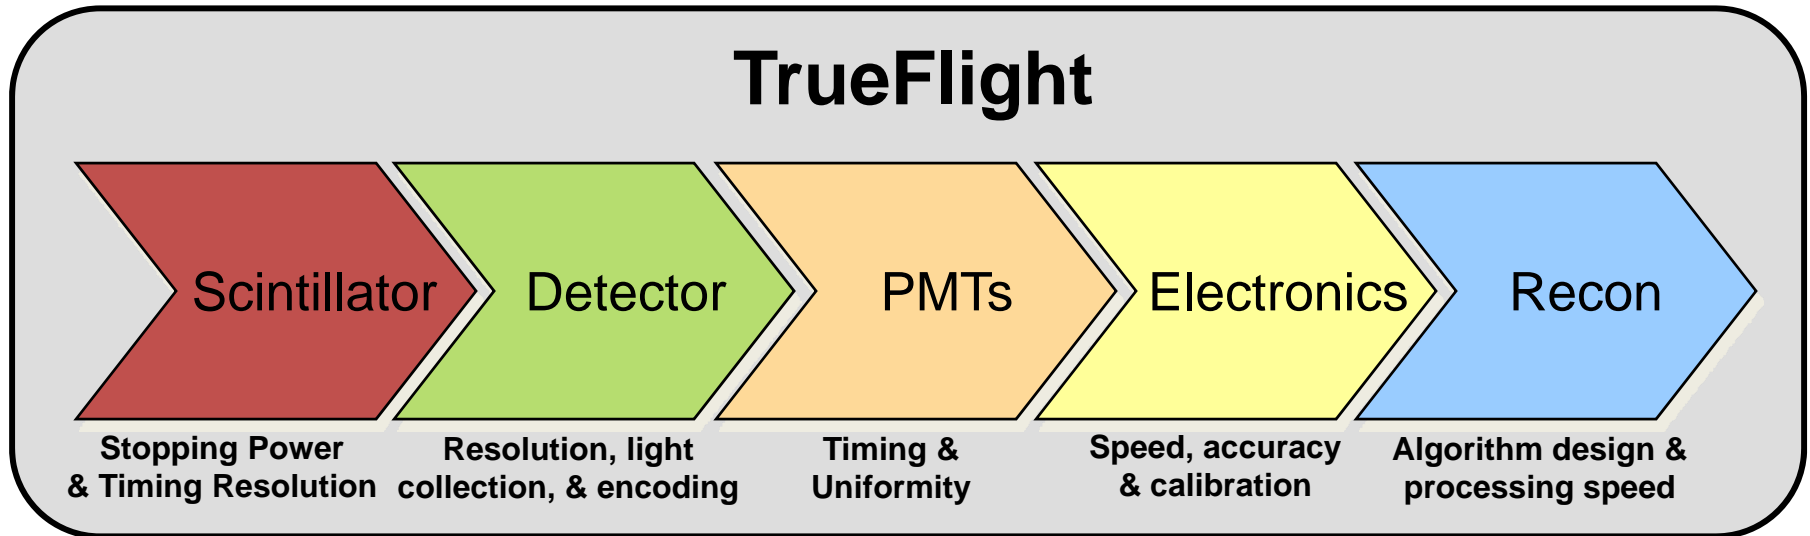 TrueFlight
Scintillator
Detector
PMTs
Electronics
Recon
Stopping Power
& Timing Resolution
Resolution, light
collection, & encoding
Timing &
Uniformity
Speed, accuracy
& calibration
Algorithm design &
processing speed